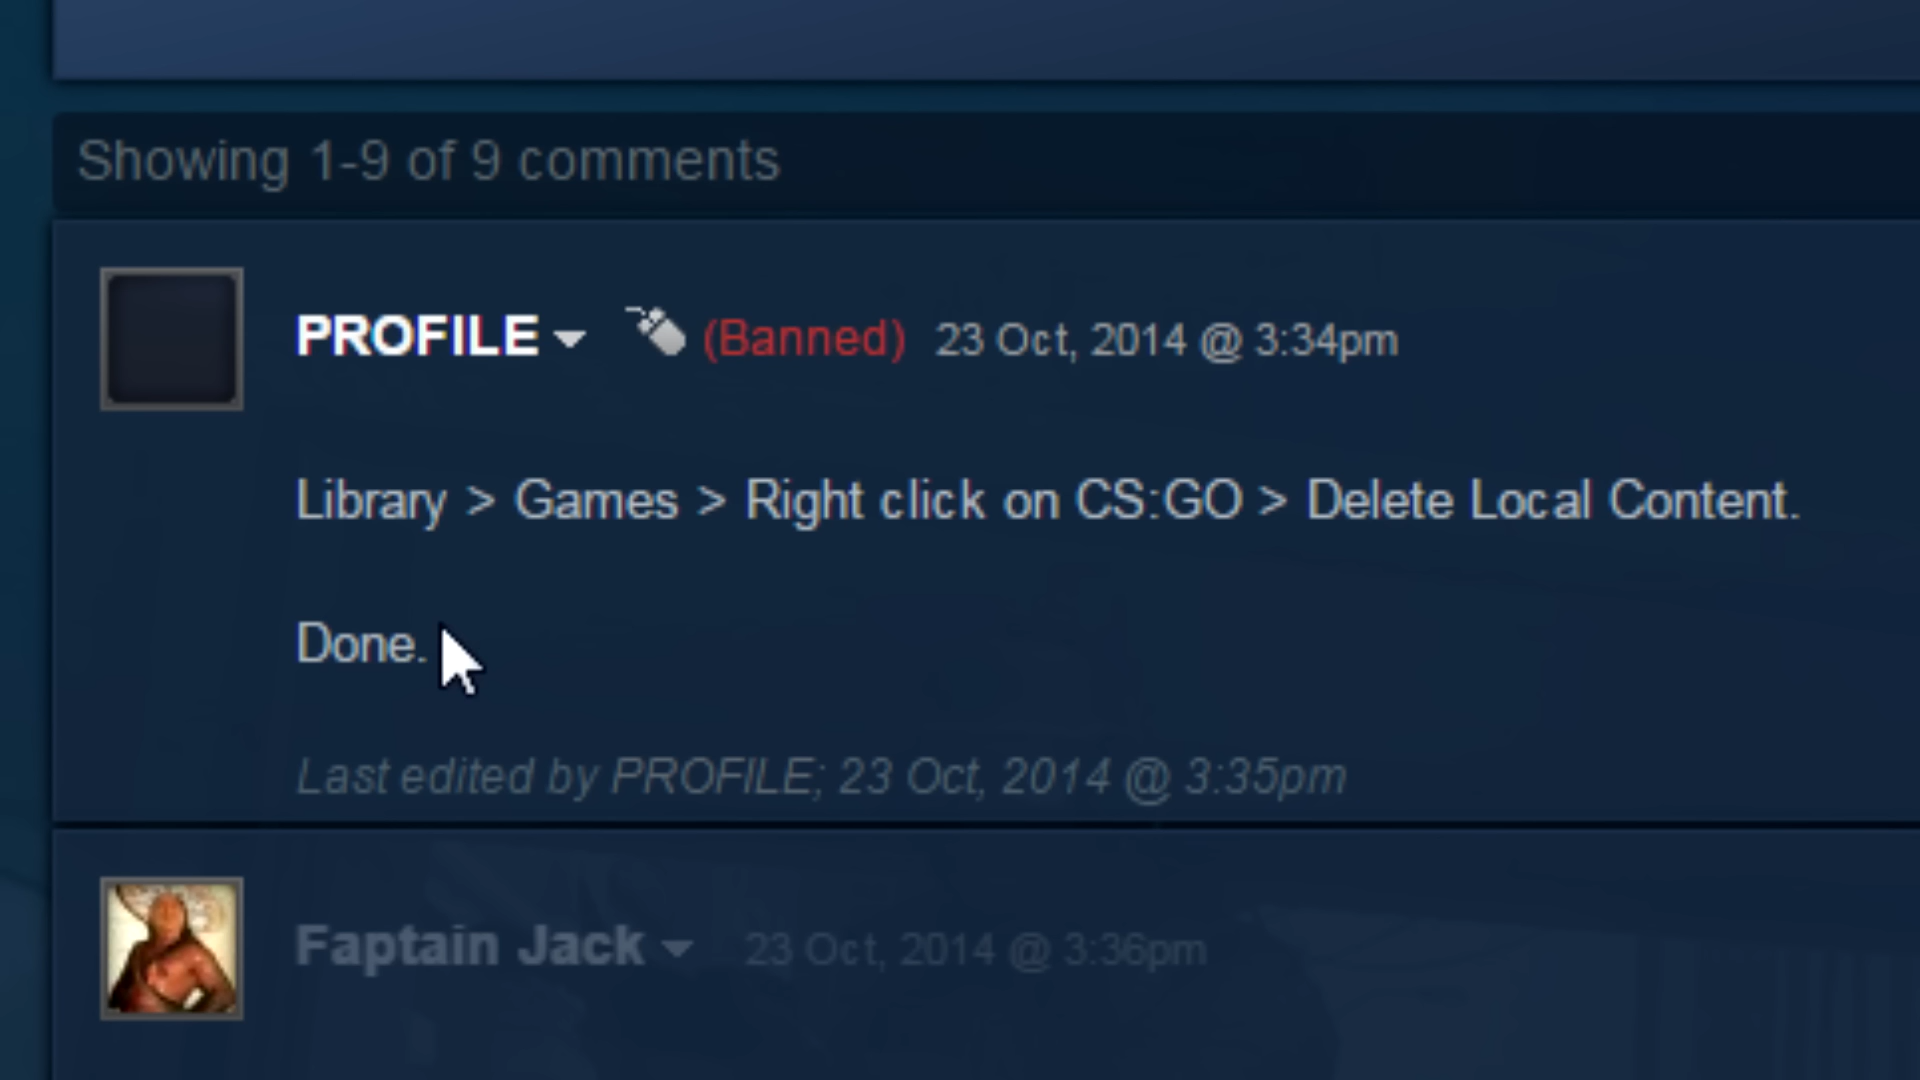 Showing 1-9 of 9 comments
PROFILE (Banned) 23 Oct, 2014 @ 3:34pm
Library > Games > Right click on CS:GO > Delete Local Content.
Done.
Last edited by PROFILE; 23 Oct, 2014 @ 3:35pm
Faptain Jack 23 Oct, 2014 @ 3:36pm